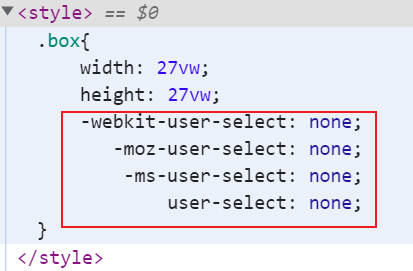 <style> == $0
.box{
width: 27vw;
height: 27vw;
-webkit-user-select: none;
-moz-user-select: none;
-ms-user-select: none;
user-select: none;
}
</style>